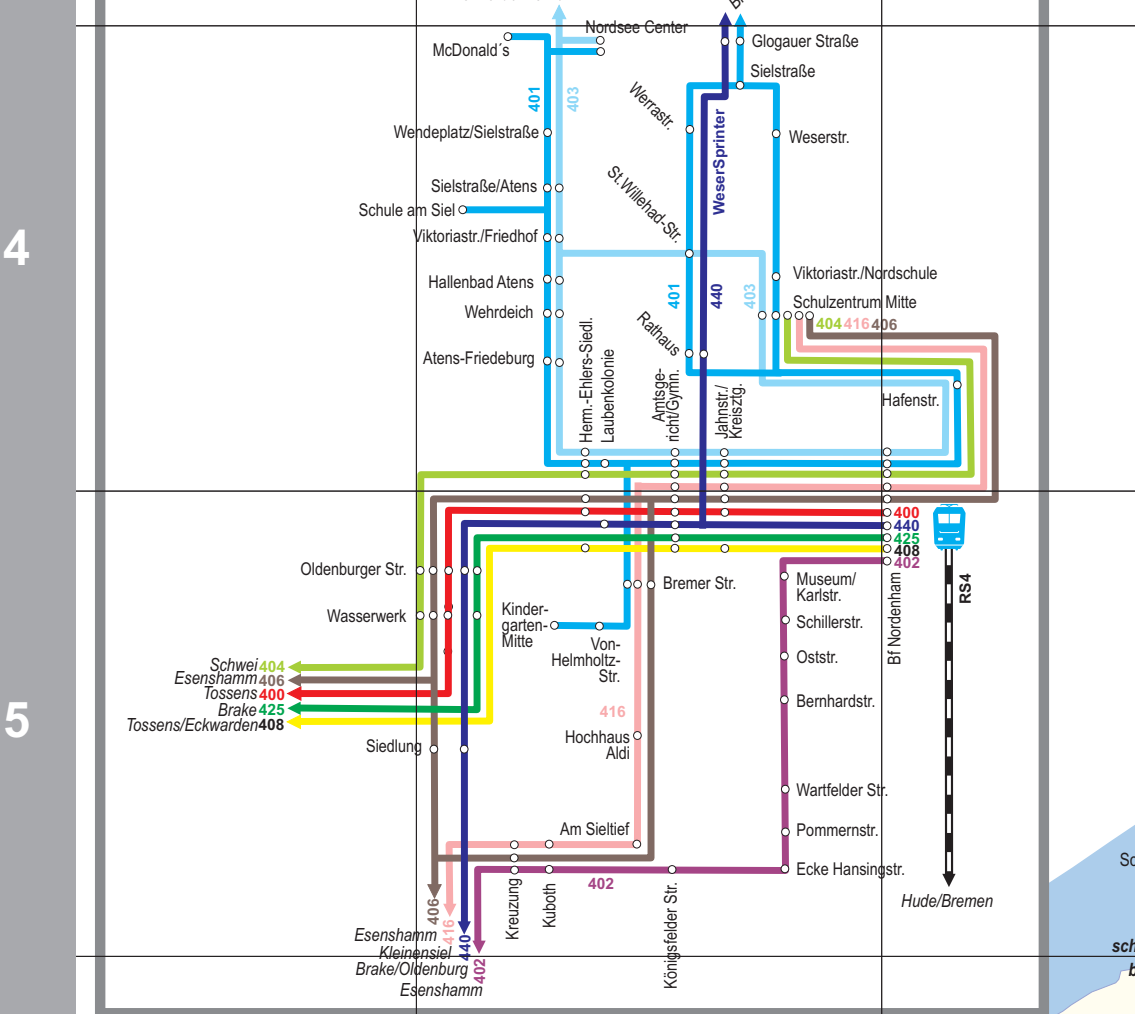 Nordsee Center
McDonald´s
Glogauer Straße
Sielstraße
401
403
Werrastr.
WeserSprinter
Wendeplatz/Sielstraße
Weserstr.
Sielstraße/Atens
St.Willehad-Str.
Schule am Siel
Viktoriastr./Friedhof
4
Hallenbad Atens
Viktoriastr./Nordschule
401
440
403
Schulzentrum Mitte
Wehrdeich
404 416 406
Rathaus
Atens-Friedeburg
Herm.-Ehlers-Siedl.
Laubenkolonie
Amtsge-
richt/Gymn.
Jahnstr./
Kreisztg.
Hafenstr.
400
440
425
408
402
Oldenburger Str.
Bremer Str.
Museum/
Karlstr.
Bf Nordenham
RS4
Wasserwerk
Kinder-
garten-
Mitte
Schillerstr.
Von-
Helmholtz-
Str.
Oststr.
Schwei 404
Esenshamm 406
Tossens 400
Brake 425
Tossens/Eckwarden 408
5
416
Bernhardstr.
Siedlung
Hochhaus
Aldi
Wartfelder Str.
Am Sieltief
Pommernstr.
Ecke Hansingstr.
402
Kreuzung
Kuboth
Königsfelder Str.
Hude/Bremen
406
416
440
402
Esenshamm
Kleinensiel
Brake/Oldenburg
Esenshamm
sch